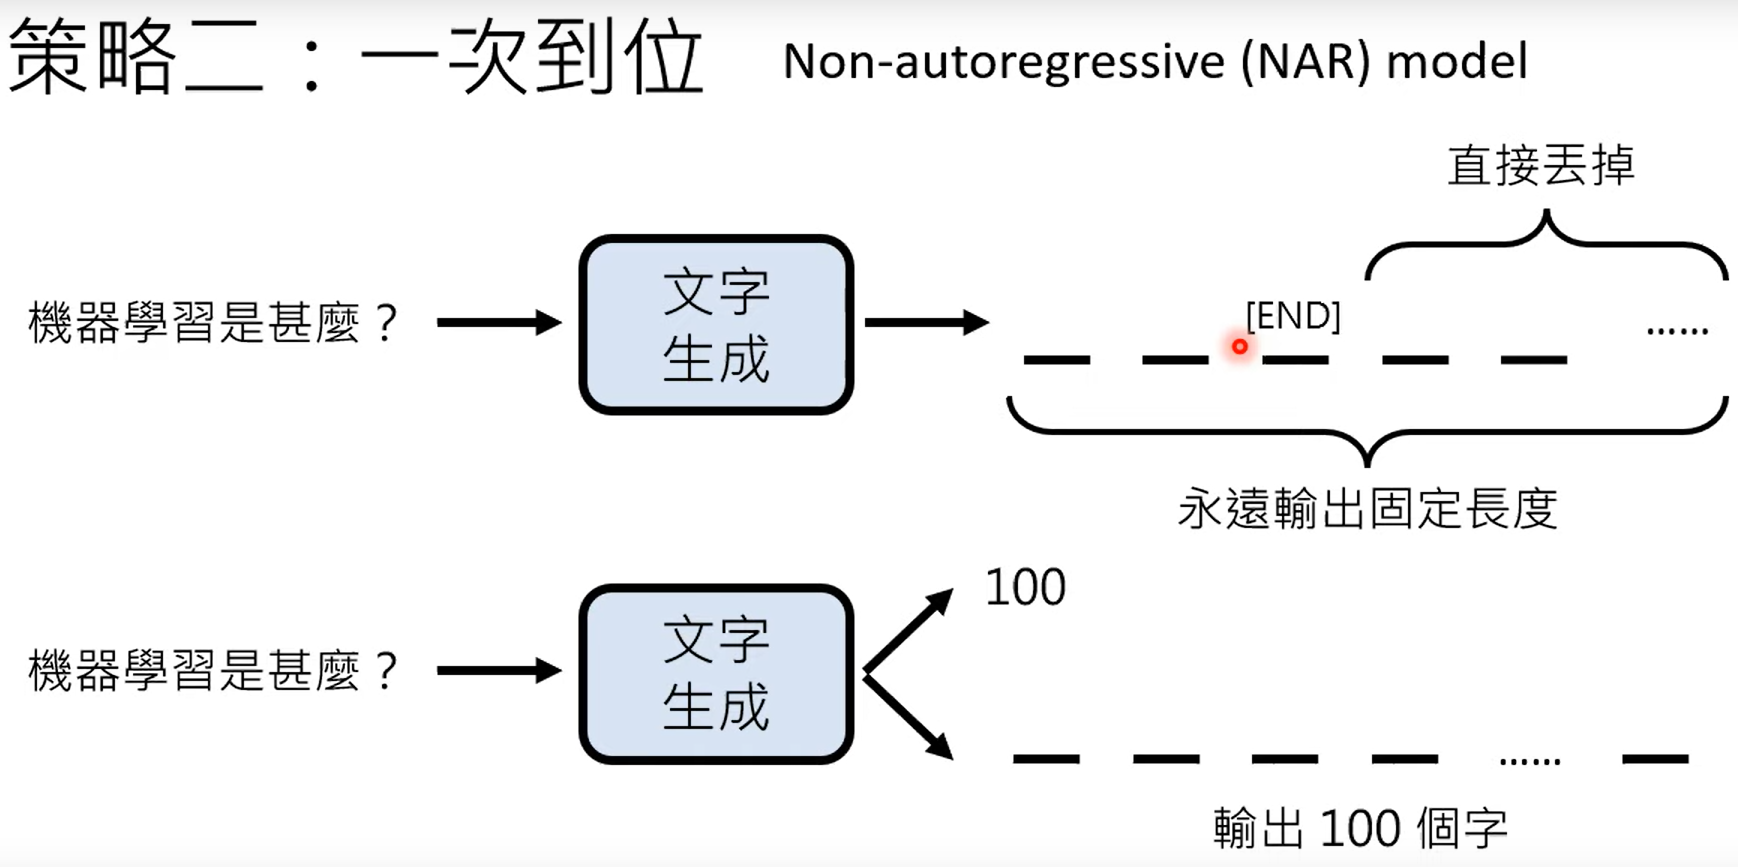 策略二：一次到位 Non-autoregressive (NAR) model
直接丟掉
機器學習是甚麼？
文字
生成
[END]
……
永遠輸出固定長度
機器學習是甚麼？
文字
生成
100
……
輸出 100 個字